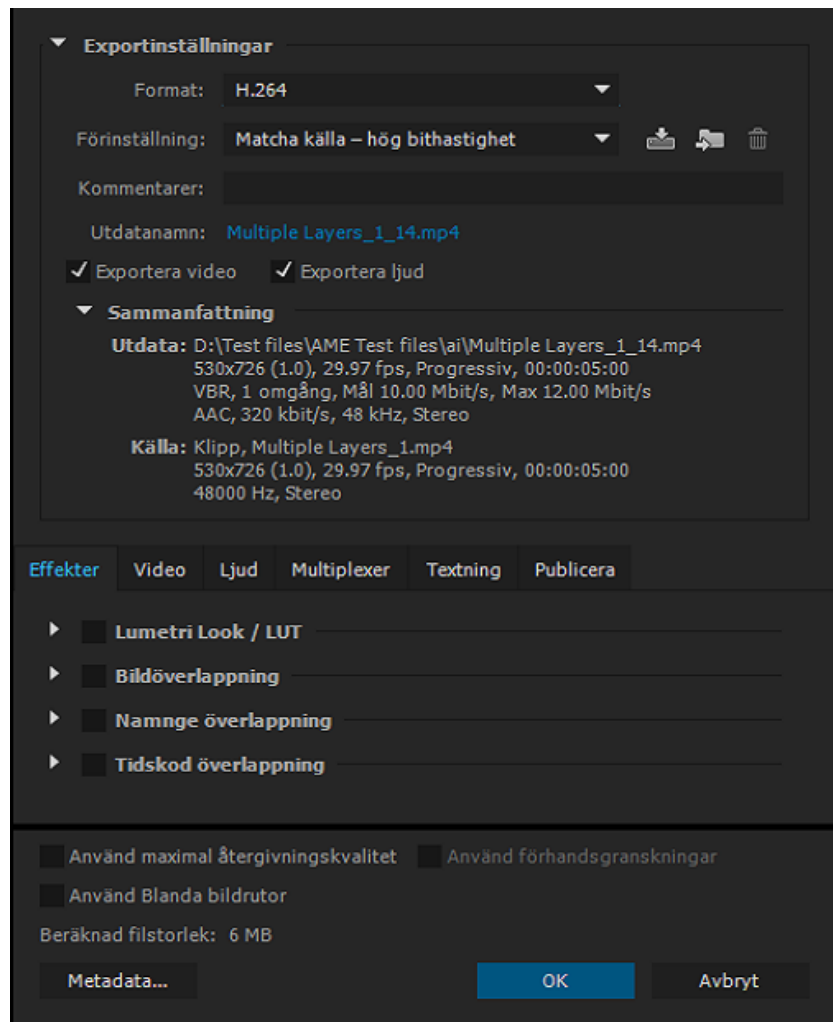 Exportinställningar
Format: H.264
Förinställning: Matcha källa – hög bithastighet
Kommentarer:
Utdatanamn: Multiple Layers_1_14.mp4
Exportera video Exportera ljud
Sammanfattning
Utdata: D:\Test files\AME Test files\ai\Multiple Layers_1_14.mp4
530x726 (1.0), 29.97 fps, Progressiv, 00:00:05:00
VBR, 1 omgång, Mål 10.00 Mbit/s, Max 12.00 Mbit/s
AAC, 320 kbit/s, 48 kHz, Stereo
Källa: Klipp, Multiple Layers_1.mp4
530x726 (1.0), 29.97 fps, Progressiv, 00:00:05:00
48000 Hz, Stereo
Effekter Video Ljud Multiplexer Textning Publicera
Lumetri Look / LUT
Bildöverlappning
Namnge överlappning
Tidskod överlappning
Använd maximal återgivningskvalitet Använd förhandsgranskningar
Använd Blanda bildrutor
Beräknad filstorlek: 6 MB
Metadata... OK Avbryt